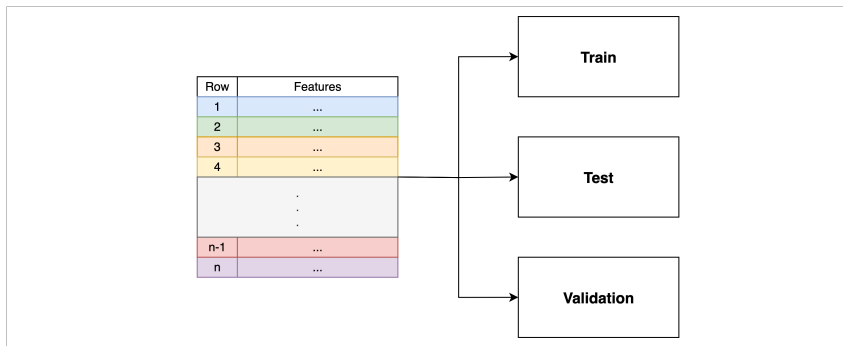 Row Features
1 ...
2 ...
3 ...
4 ...
.
.
.
n-1 ...
n ...
Train
Test
Validation